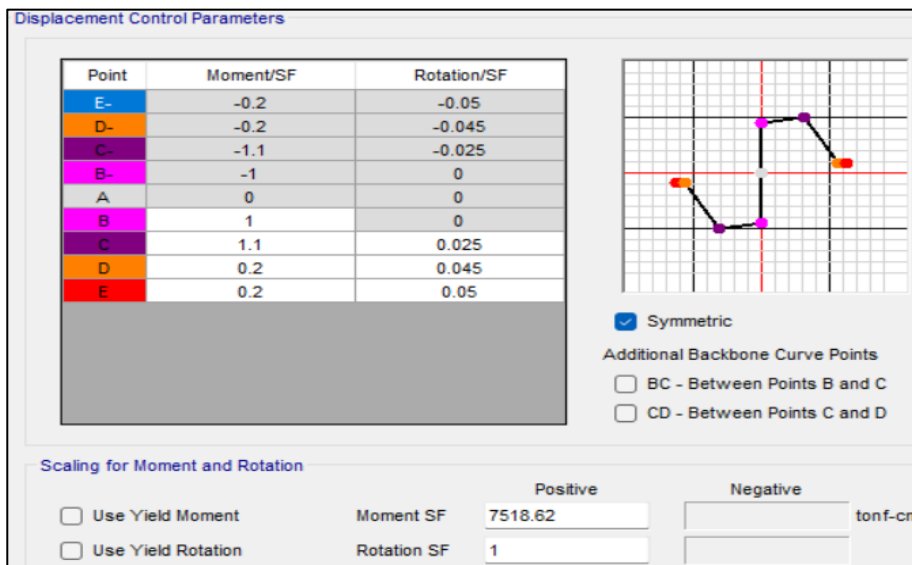 Displacement Control Parameters
Point Moment/SF Rotation/SF
E- -0.2 -0.05
D- -0.2 -0.045
C- -1.1 -0.025
B- -1 0
A 0 0
B 1 0
C 1.1 0.025
D 0.2 0.045
E 0.2 0.05
Symmetric
Additional Backbone Curve Points
BC - Between Points B and C
CD - Between Points C and D
Scaling for Moment and Rotation
Positive Negative
Use Yield Moment Moment SF 7518.62 tonf-cm
Use Yield Rotation Rotation SF 1